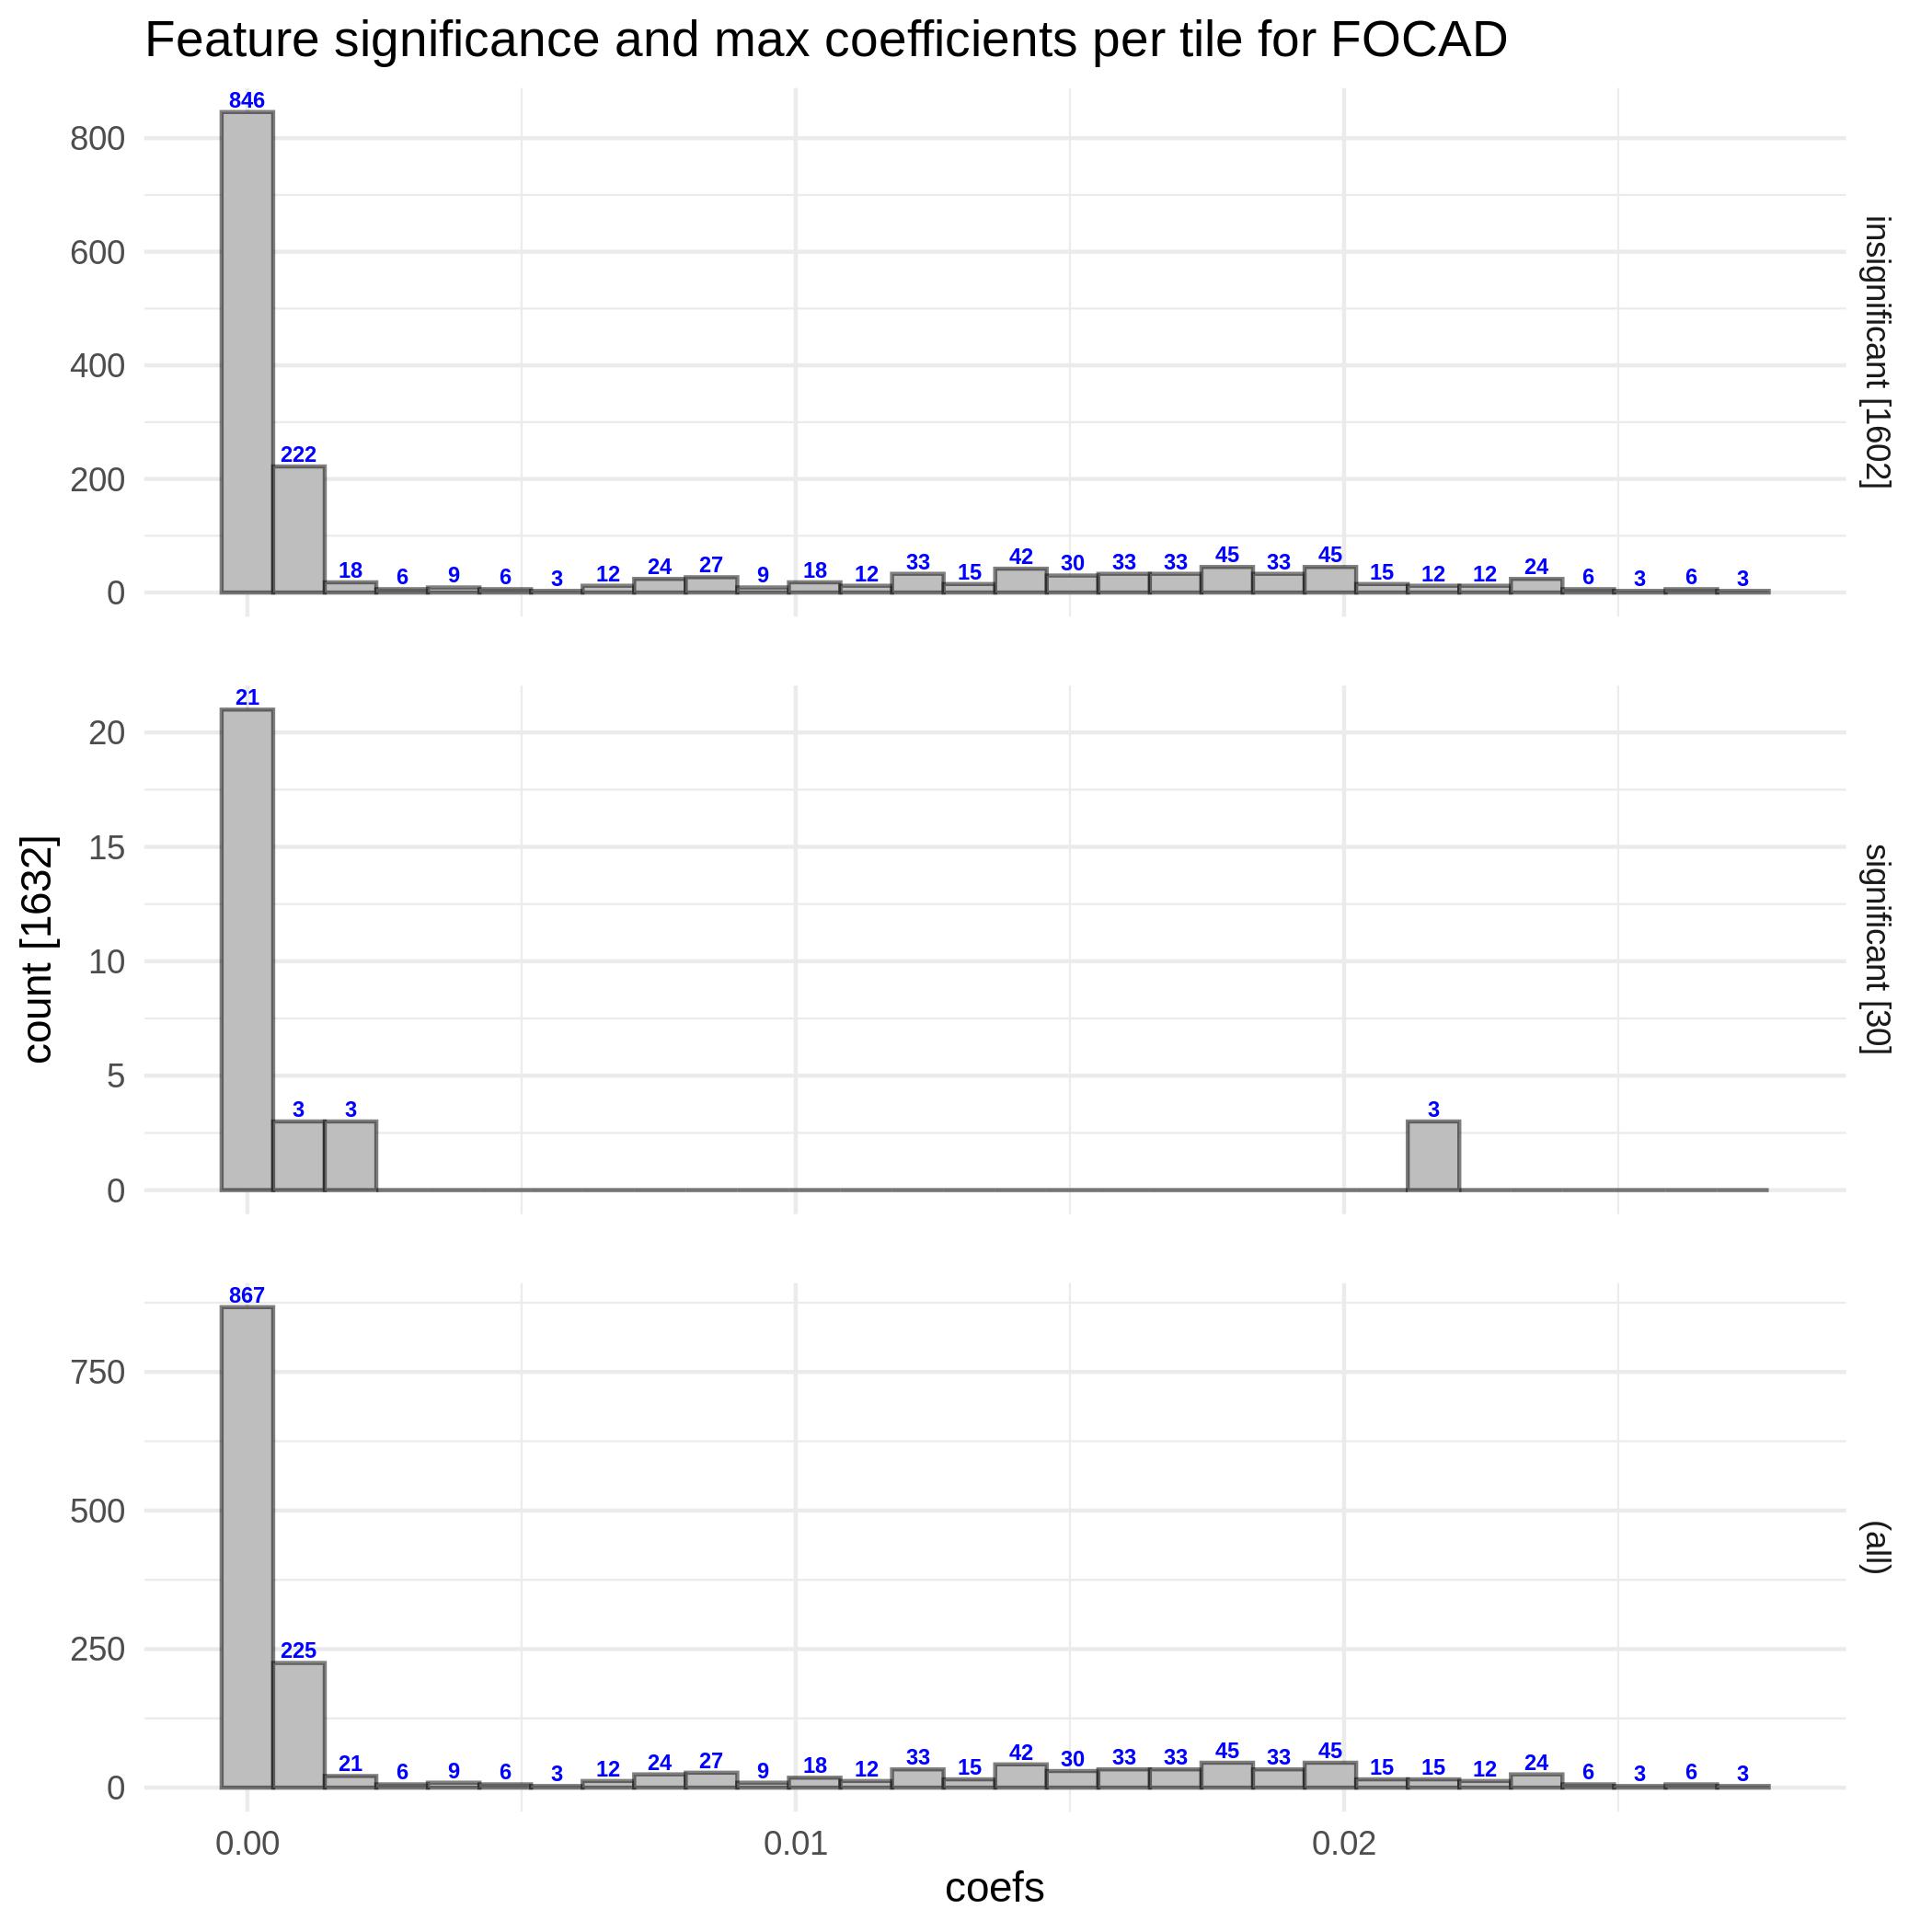 Feature significance and max coefficients per tile for FOCAD
846
800
600
400
222
200
18 6 9 6 3 12 24 27 9 18 12 33 15 42 30 33 33 45 33 45 15 12 12 24 6 3 6 3
0
insignificant [1602]
21
20
15
10
5
3 3 3
0
significant [30]
count [1632]
867
750
500
250
225
21 6 9 6 3 12 24 27 9 18 12 33 15 42 30 33 33 45 33 45 15 15 12 24 6 3 6 3
0
(all)
0.00 0.01 0.02
coefs